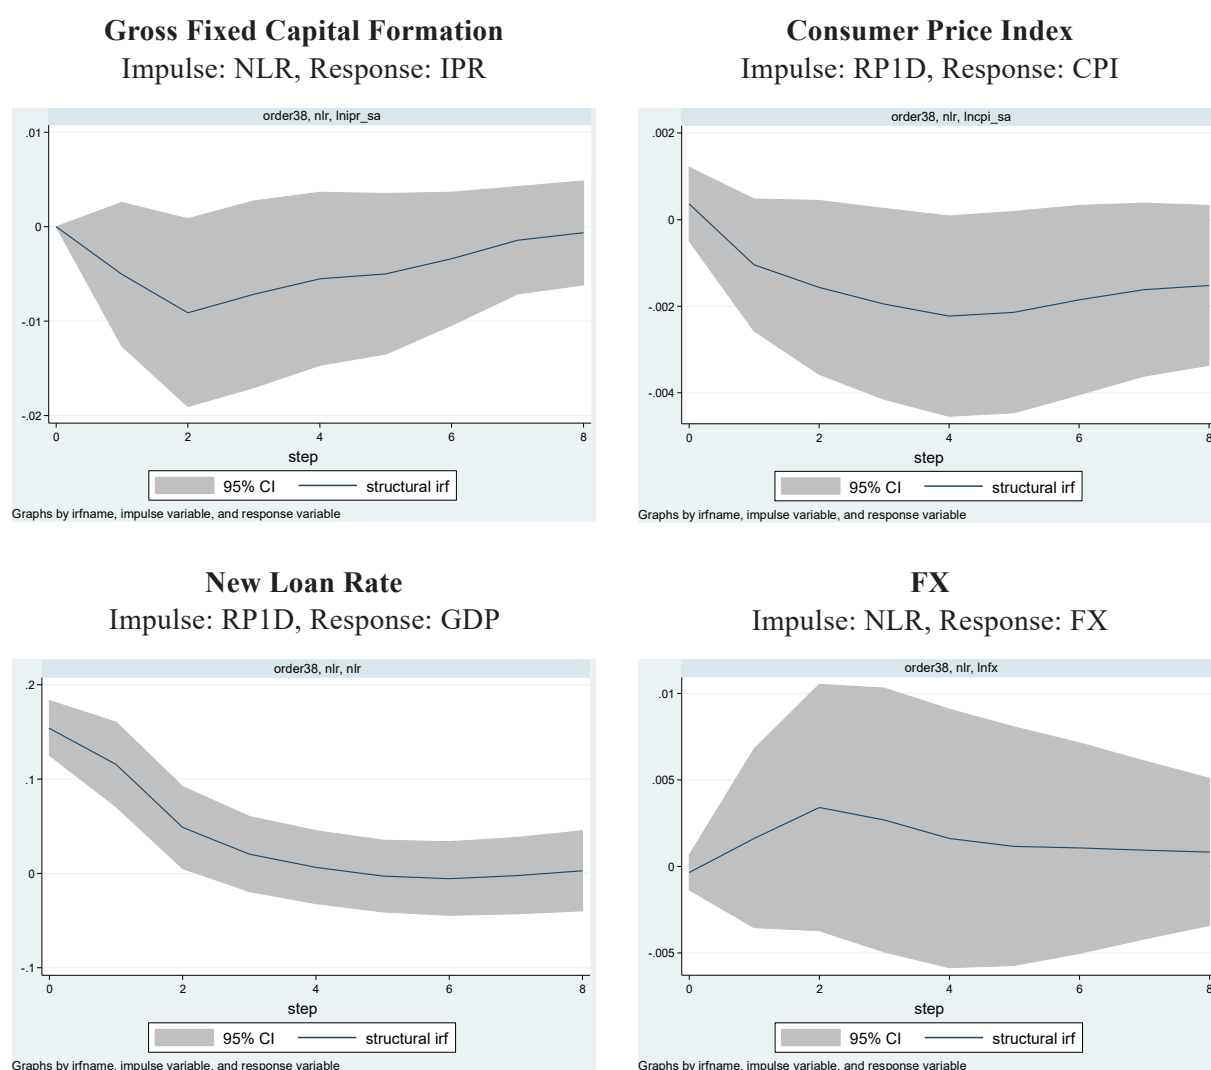 Gross Fixed Capital Formation
Impulse: NLR, Response: IPR
order38, nlr, lnipr_sa
.01
0
-.01
-.02
0 2 4 6 8
step
95% CI structural irf
Graphs by irfname, impulse variable, and response variable
Consumer Price Index
Impulse: RP1D, Response: CPI
order38, nlr, lncpi_sa
.002
0
-.002
-.004
0 2 4 6 8
step
95% CI structural irf
Graphs by irfname, impulse variable, and response variable
New Loan Rate
Impulse: RP1D, Response: GDP
order38, nlr, nlr
.2
.1
0
-.1
0 2 4 6 8
step
95% CI structural irf
Graphs by irfname, impulse variable, and response variable
FX
Impulse: NLR, Response: FX
order38, nlr, lnfx
.01
.005
0
-.005
0 2 4 6 8
step
95% CI structural irf
Graphs by irfname, impulse variable, and response variable